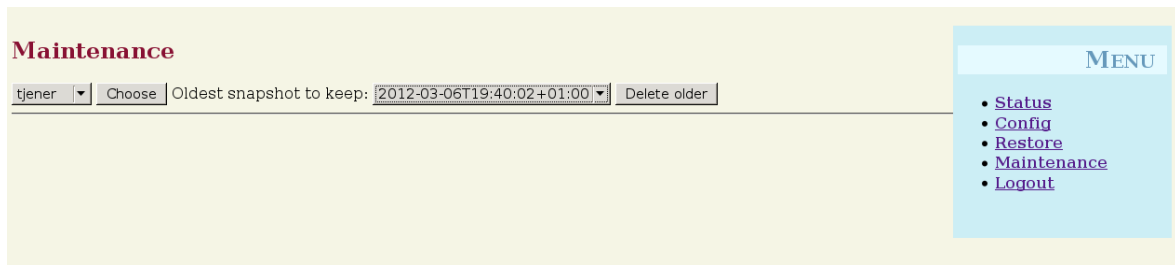 Maintenance
tjener Choose Oldest snapshot to keep: 2012-03-06T19:40:02+01:00 Delete older
MENU
Status
Config
Restore
Maintenance
Logout